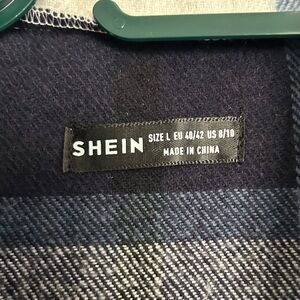 SHEIN
SIZE L EU 40/42 US 8/10
MADE IN CHINA